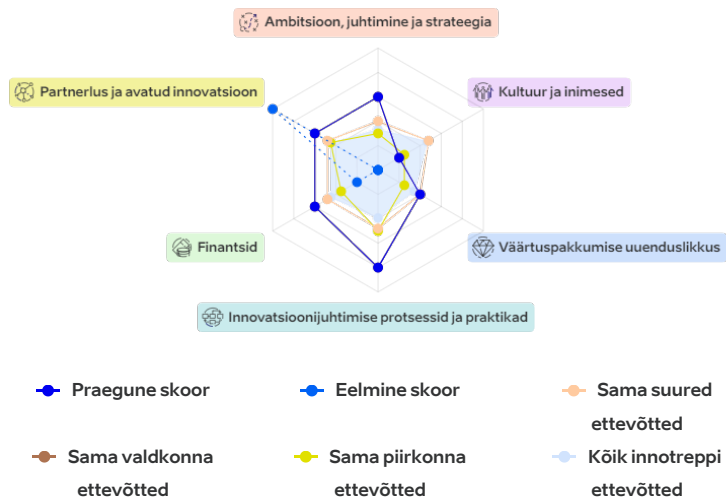 Ambitsioon, juhtimine ja strateegia
Partnerlus ja avatud innovatsioon
Kultuur ja inimesed
Finantsid
Väärtuspakkumise uuenduslikkus
Innovatsioonijuhtimise protsessid ja praktikad
Praegune skoor
Eelmine skoor
Sama suured
ettevõtted
Sama valdkonna
ettevõtted
Sama piirkonna
ettevõtted
Kõik innotreppi
ettevõtted